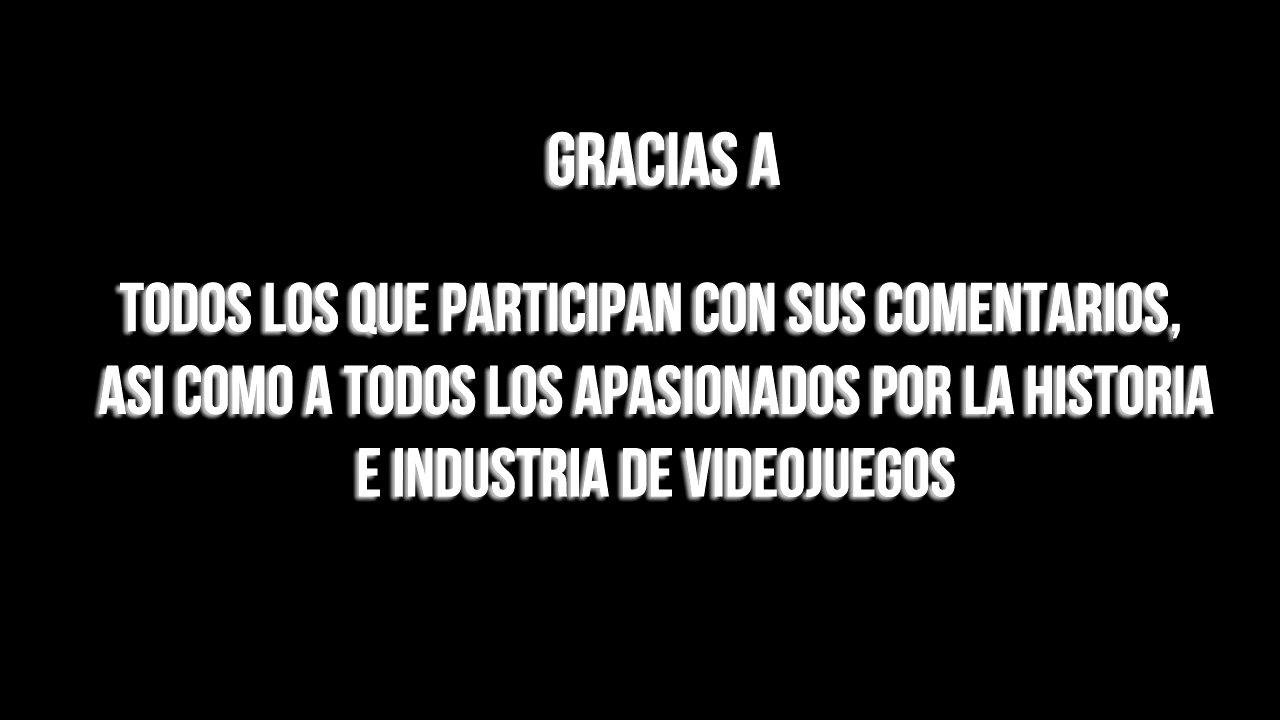 GRACIAS A
TODOS LOS QUE PARTICIPAN CON SUS COMENTARIOS,
ASI COMO A TODOS LOS APASIONADOS POR LA HISTORIA
E INDUSTRIA DE VIDEOJUEGOS